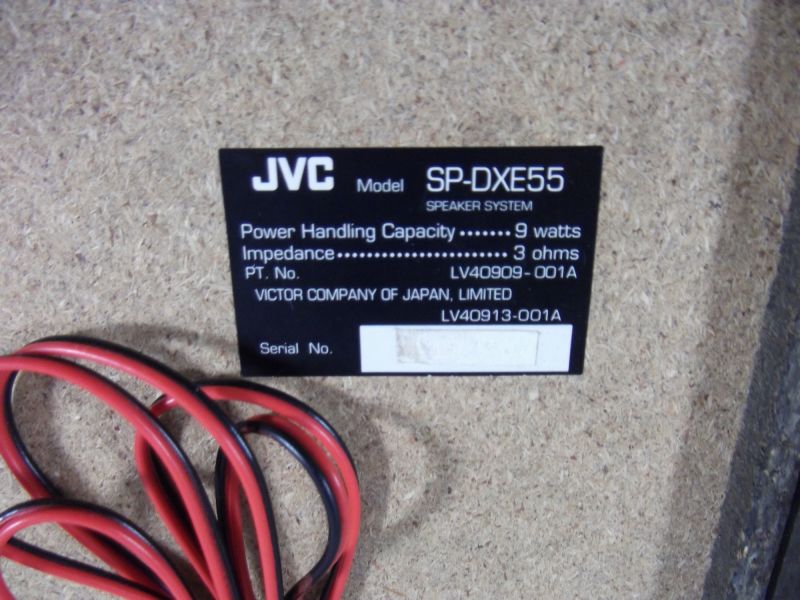 JVC Model SP-DXE55
SPEAKER SYSTEM
Power Handling Capacity ······· 9 watts
Impedance······················· 3 ohms
PT. No. LV40909-001A
VICTOR COMPANY OF JAPAN, LIMITED
LV40913-001A
Serial No.